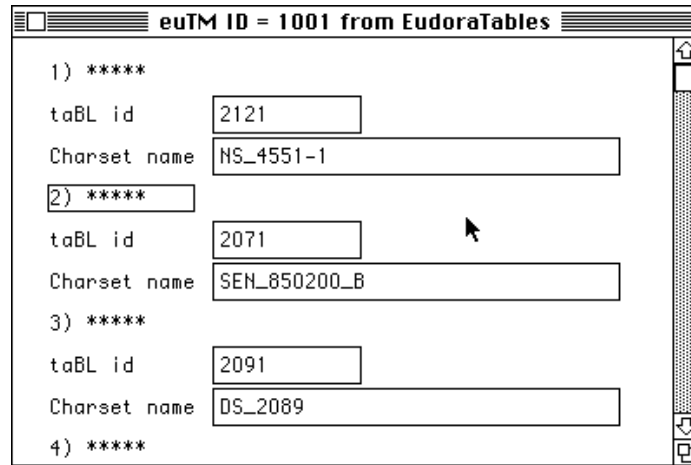 euTM ID = 1001 from EudoraTables
1) *****
taBL id 2121
Charset name NS_4551-1
2) *****
taBL id 2071
Charset name SEN_850200_B
3) *****
taBL id 2091
Charset name DS_2089
4) *****